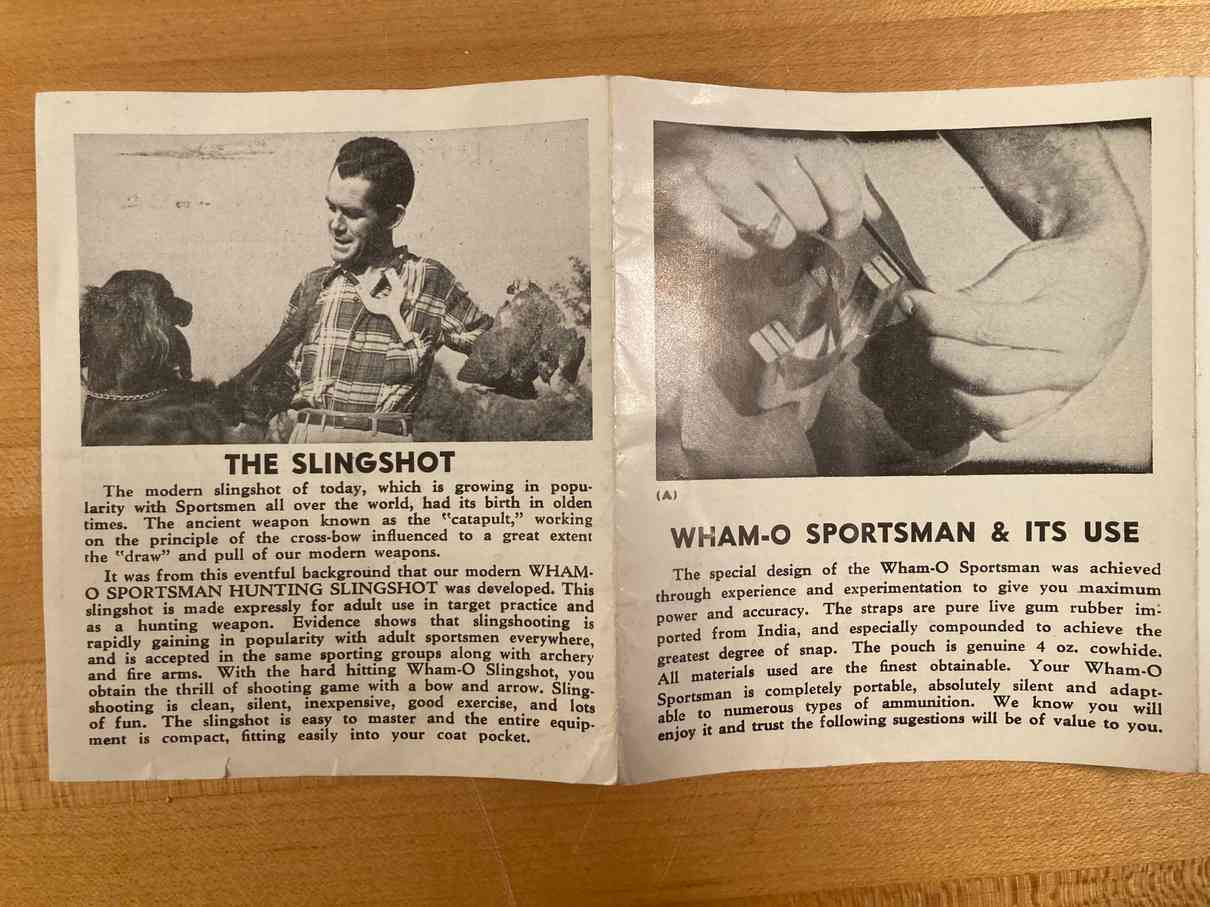 THE SLINGSHOT
The modern slingshot of today, which is growing in popu-
larity with Sportsmen all over the world, had its birth in olden
times. The ancient weapon known as the "catapult," working
on the principle of the cross-bow influenced to a great extent
the "draw" and pull of our modern weapons.
It was from this eventful background that our modern WHAM-
O SPORTSMAN HUNTING SLINGSHOT was developed. This
slingshot is made expressly for adult use in target practice and
as a hunting weapon. Evidence shows that slingshooting is
rapidly gaining in popularity with adult sportsmen everywhere,
and is accepted in the same sporting groups along with archery
and fire arms. With the hard hitting Wham-O Slingshot, you
obtain the thrill of shooting game with a bow and arrow. Sling-
shooting is clean, silent, inexpensive, good exercise, and lots
of fun. The slingshot is easy to master and the entire equip-
ment is compact, fitting easily into your coat pocket.
(A)
WHAM-O SPORTSMAN & ITS USE
The special design of the Wham-O Sportsman was achieved
through experience and experimentation to give you maximum
power and accuracy. The straps are pure live gum rubber im-
ported from India, and especially compounded to achieve the
greatest degree of snap. The pouch is genuine 4 oz. cowhide.
All materials used are the finest obtainable. Your Wham-O
Sportsman is completely portable, absolutely silent and adapt-
able to numerous types of ammunition. We know you will
enjoy it and trust the following sugestions will be of value to you.